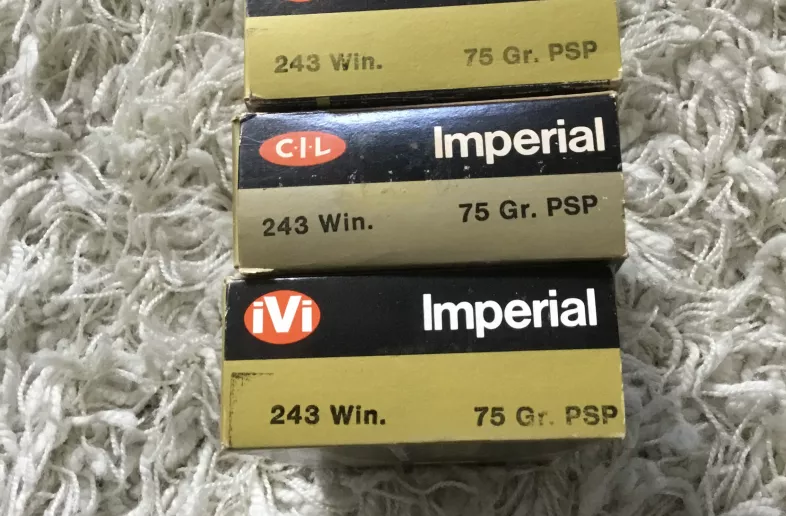 243 Win. 75 Gr. PSP
C·I·L Imperial
243 Win. 75 Gr. PSP
iVi Imperial
243 Win. 75 Gr. PSP